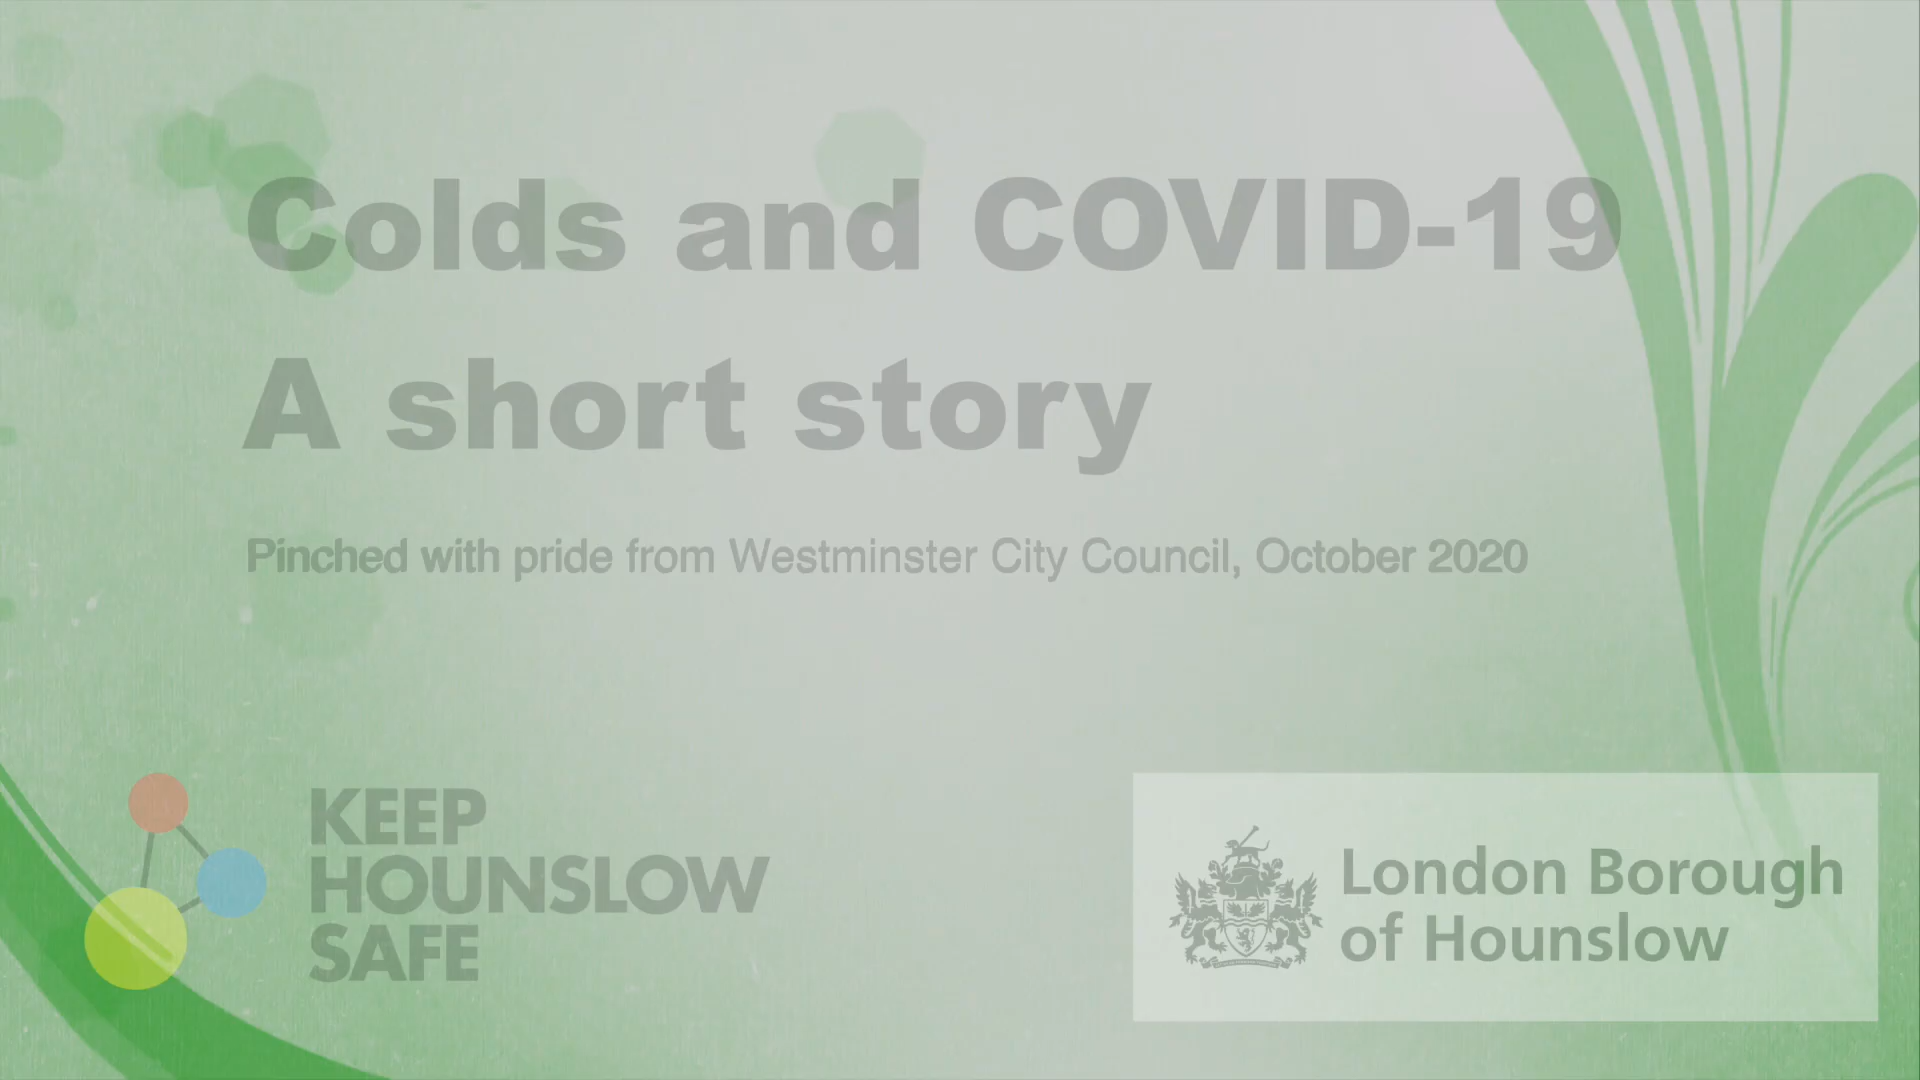 Colds and COVID-19
A short story
Pinched with pride from Westminster City Council, October 2020
KEEP
HOUNSLOW
SAFE
London Borough
of Hounslow